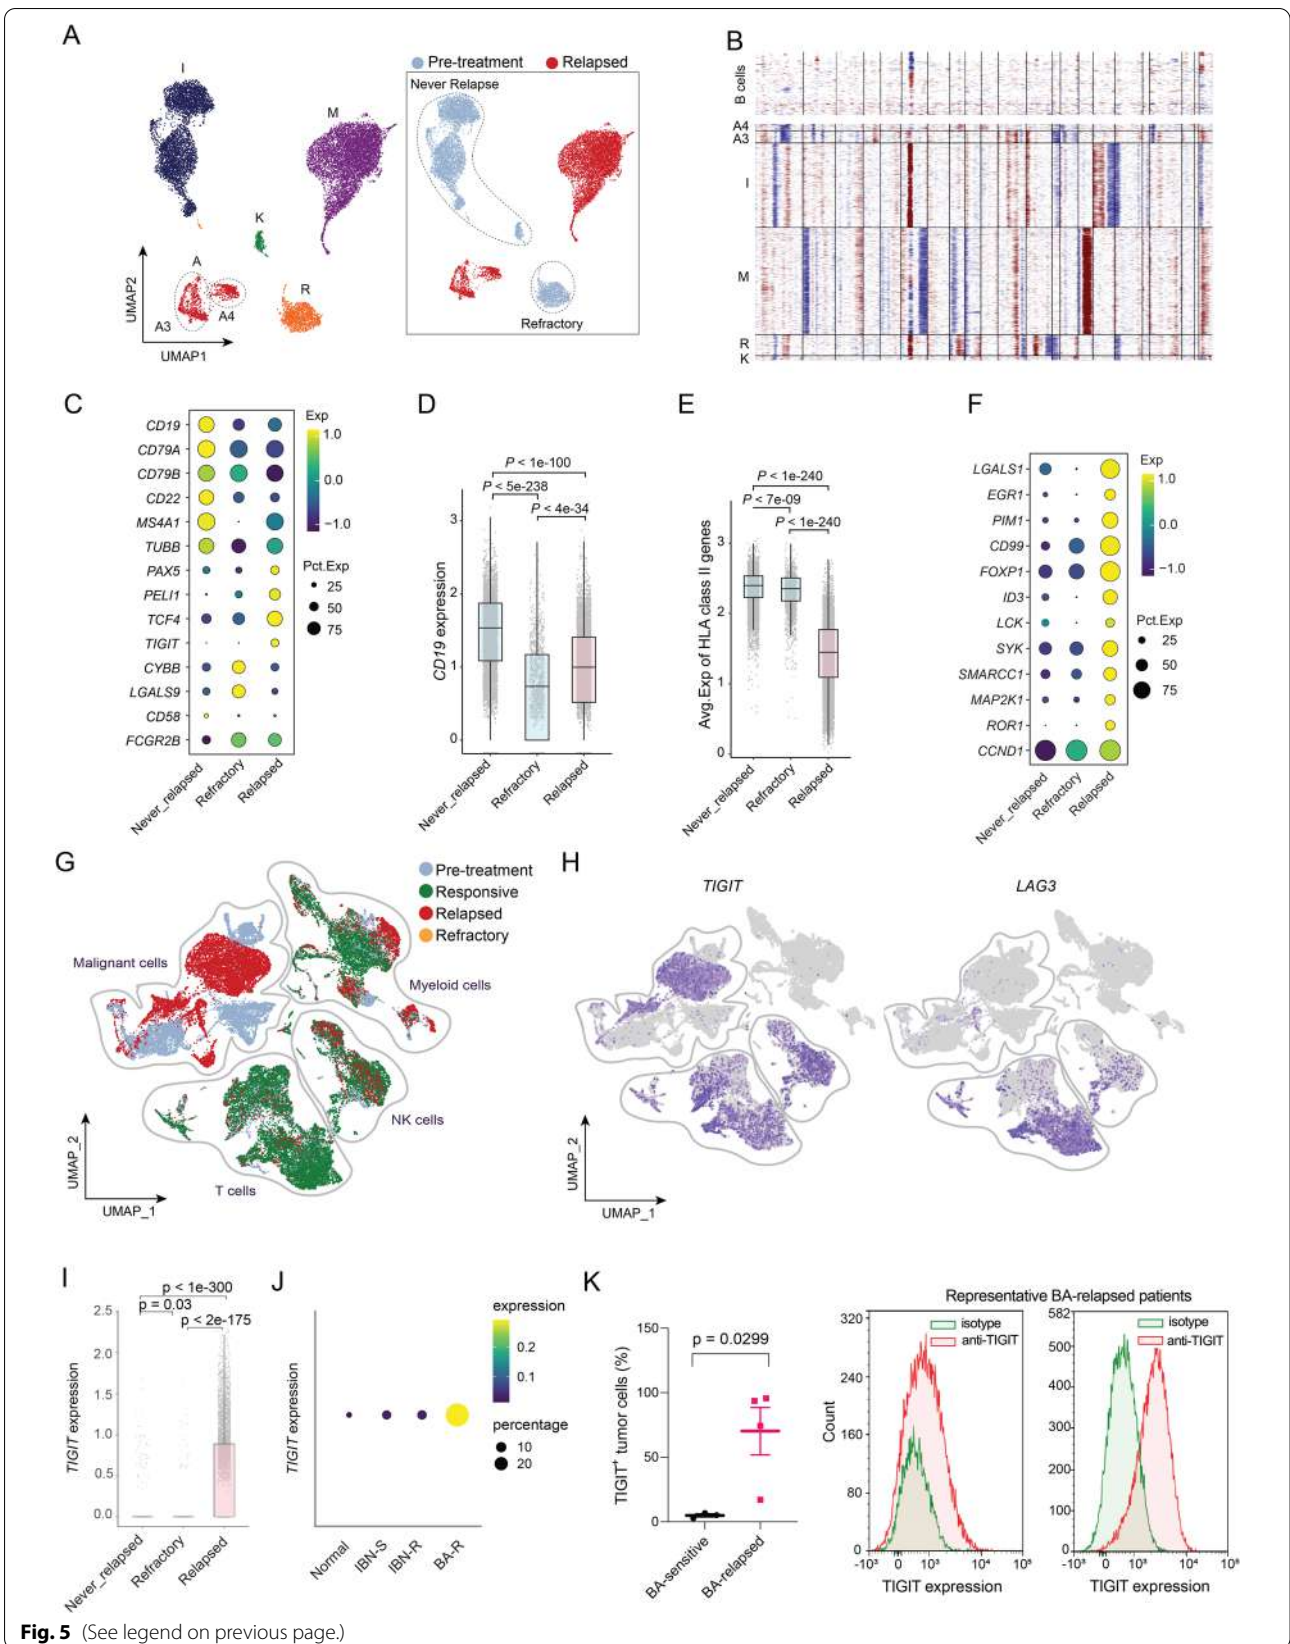 A
I
M
K
A
A3
A4
R
UMAP2
UMAP1
Pre-treatment
Relapsed
Never Relapse
Refractory
B
B cells
A4
A3
I
M
R
K
C
CD19
CD79A
CD79B
CD22
MS4A1
TUBB
PAX5
PELI1
TCF4
TIGIT
CYBB
LGALS9
CD58
FCGR2B
Never_relapsed
Refractory
Relapsed
Exp
1.0
0.0
−1.0
Pct.Exp
25
50
75
D
P < 1e-100
P < 5e-238
P < 4e-34
CD19 expression
3
2
1
0
Never_relapsed
Refractory
Relapsed
E
P < 1e-240
P < 7e-09
P < 1e-240
Avg.Exp of HLA class II genes
3
2
1
0
Never_relapsed
Refractory
Relapsed
F
LGALS1
EGR1
PIM1
CD99
FOXP1
ID3
LCK
SYK
SMARCC1
MAP2K1
ROR1
CCND1
Never_relapsed
Refractory
Relapsed
Exp
1.0
0.0
−1.0
Pct.Exp
25
50
75
G
Pre-treatment
Responsive
Relapsed
Refractory
Malignant cells
Myeloid cells
NK cells
T cells
UMAP_2
UMAP_1
H
TIGIT
LAG3
UMAP_2
UMAP_1
I
p < 1e-300
p = 0.03
p < 2e-175
TIGIT expression
2.5
2.0
1.5
1.0
0.5
0.0
Never_relapsed
Refractory
Relapsed
J
TIGIT expression
Normal
IBN-S
IBN-R
BA-R
expression
0.2
0.1
percentage
10
20
K
p = 0.0299
TIGIT+ tumor cells (%)
150
100
50
0
BA-sensitive
BA-relapsed
Representative BA-relapsed patients
isotype
anti-TIGIT
Count
320
240
160
80
0
-10³ 0 10³ 10⁴ 10⁵
TIGIT expression
isotype
anti-TIGIT
582
500
400
300
200
100
0
-10³ 0 10³ 10⁴ 10⁵
TIGIT expression
Fig. 5 (See legend on previous page.)